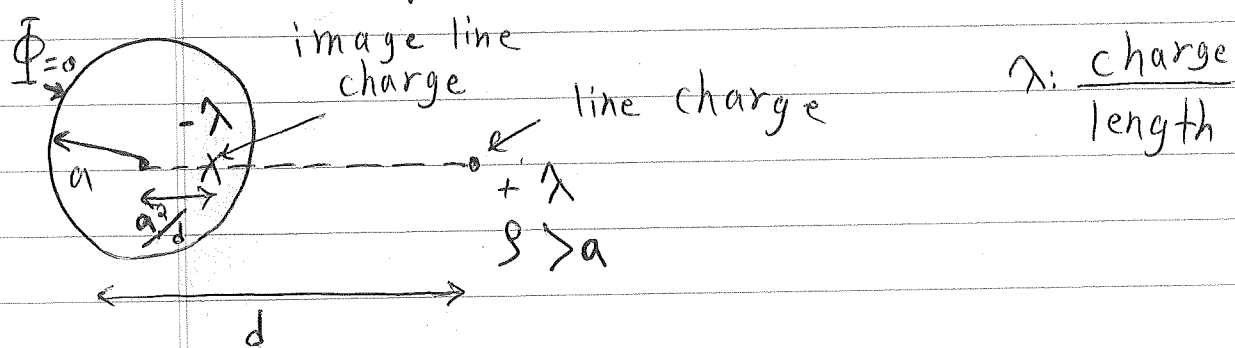 Φ=0
image line
charge
line charge
λ: charge/length
-λ
a
a²/d
+ λ
ρ > a
d